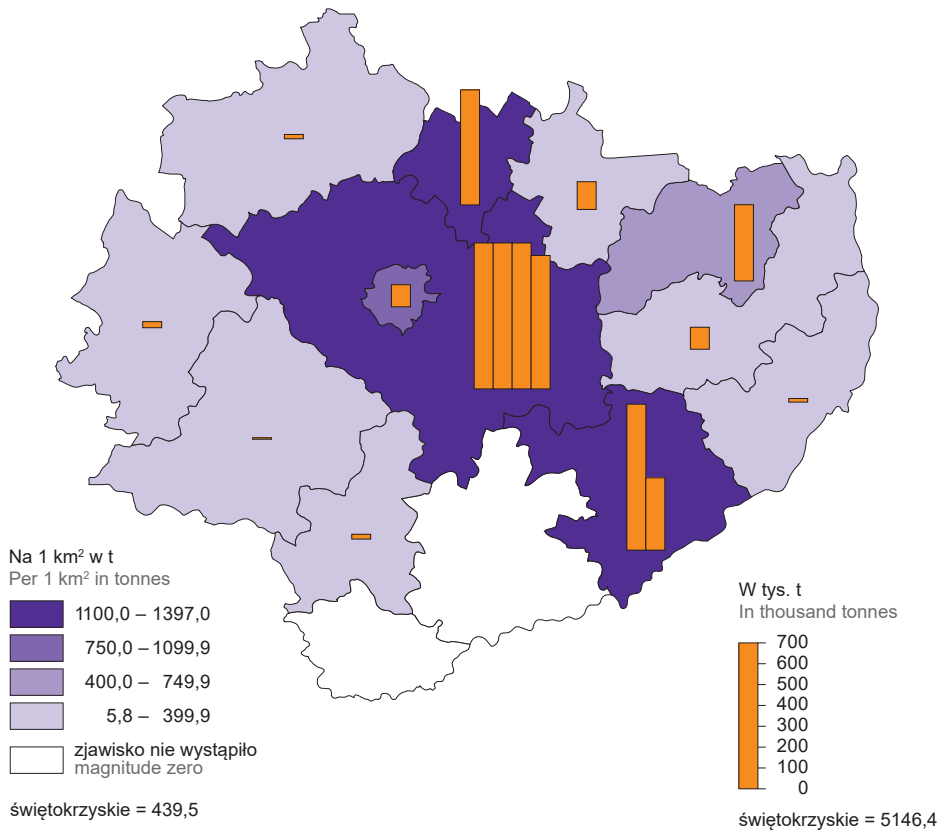 Na 1 km² w t
Per 1 km² in tonnes
1100,0 – 1397,0
750,0 – 1099,9
400,0 – 749,9
5,8 – 399,9
zjawisko nie wystąpiło
magnitude zero
świętokrzyskie = 439,5
W tys. t
In thousand tonnes
700
600
500
400
300
200
100
0
świętokrzyskie = 5146,4